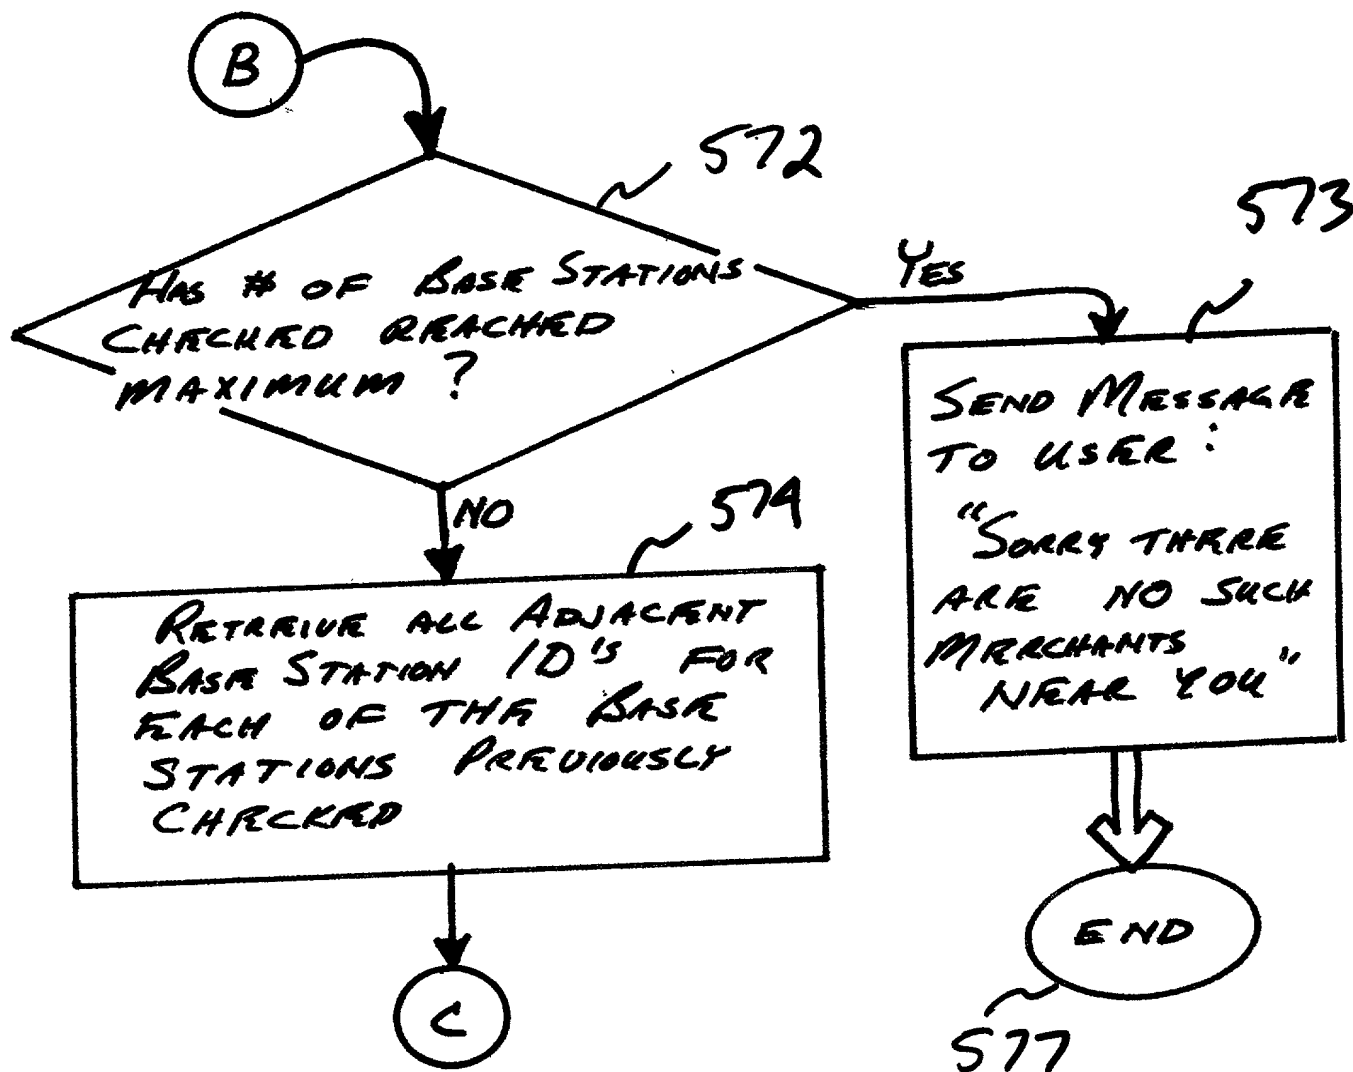 B
572
573
Has # of Base Stations
Checked Reached
Maximum ?
Yes
Send Message
to User:
"Sorry there
are no such
Merchants
near you"
No
574
Retreive all Adjacent
Base Station ID's for
each of the Base
Stations Previously
Checked
END
C
577